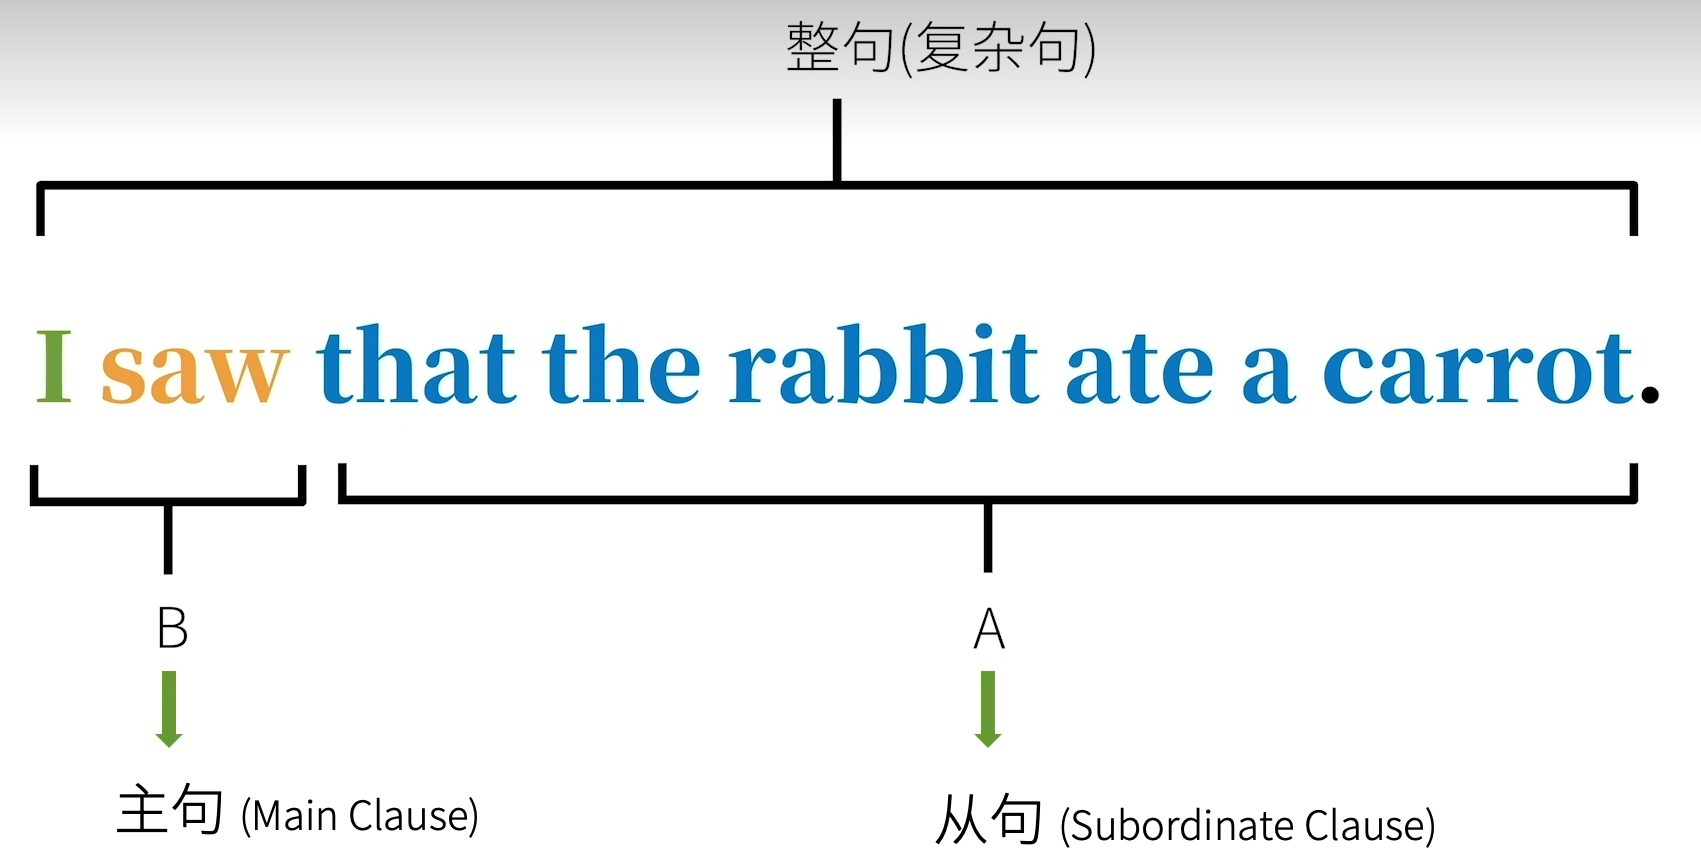 整句(复杂句)
I saw that the rabbit ate a carrot.
B
A
主句 (Main Clause)
从句 (Subordinate Clause)